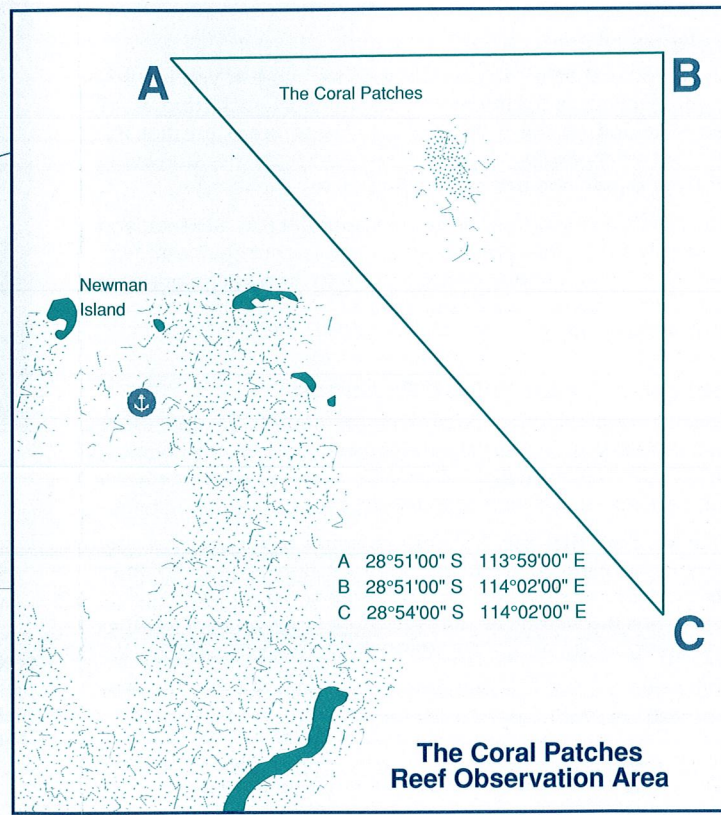 A
B
The Coral Patches
Newman
Island
A 28°51'00" S 113°59'00" E
B 28°51'00" S 114°02'00" E
C 28°54'00" S 114°02'00" E
C
The Coral Patches
Reef Observation Area